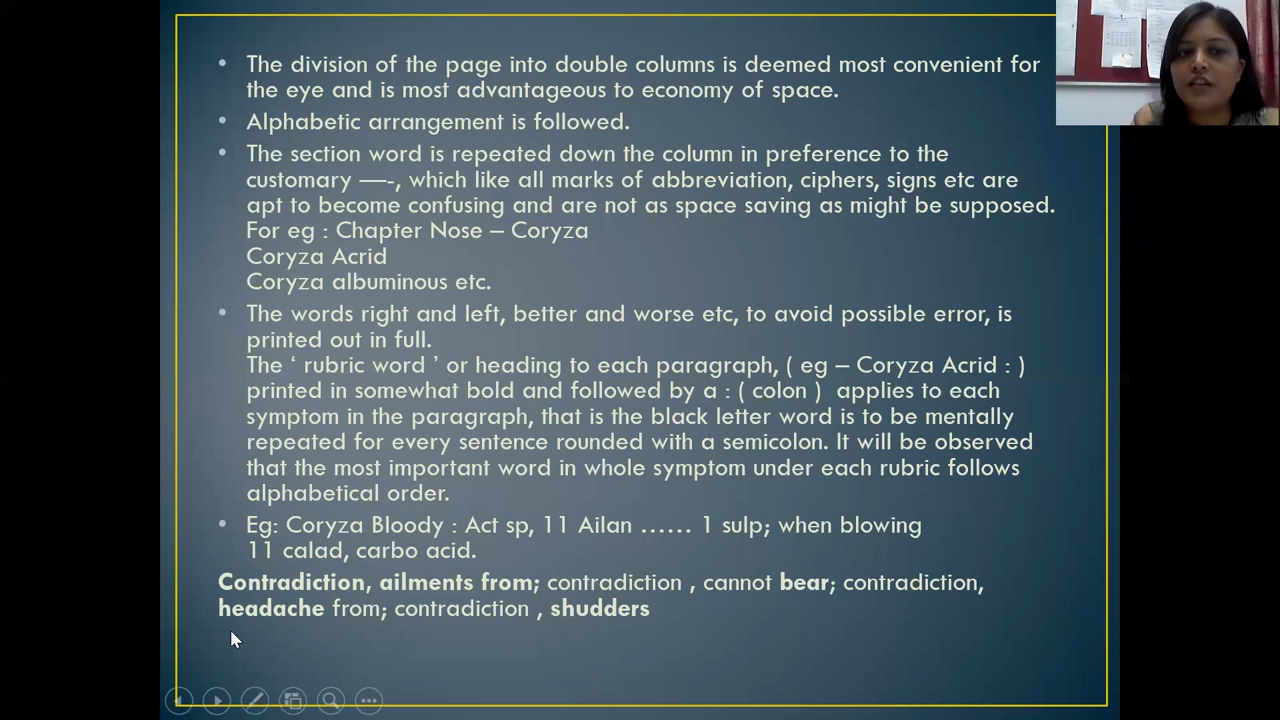 • The division of the page into double columns is deemed most convenient for
the eye and is most advantageous to economy of space.
• Alphabetic arrangement is followed.
• The section word is repeated down the column in preference to the
customary —-, which like all marks of abbreviation, ciphers, signs etc are
apt to become confusing and are not as space saving as might be supposed.
For eg : Chapter Nose – Coryza
Coryza Acrid
Coryza albuminous etc.
• The words right and left, better and worse etc, to avoid possible error, is
printed out in full.
The ‘ rubric word ’ or heading to each paragraph, ( eg – Coryza Acrid : )
printed in somewhat bold and followed by a : ( colon )  applies to each
symptom in the paragraph, that is the black letter word is to be mentally
repeated for every sentence rounded with a semicolon. It will be observed
that the most important word in whole symptom under each rubric follows
alphabetical order.
• Eg: Coryza Bloody : Act sp, 11 Ailan …… 1 sulp; when blowing
11 calad, carbo acid.
Contradiction, ailments from; contradiction , cannot bear; contradiction,
headache from; contradiction , shudders